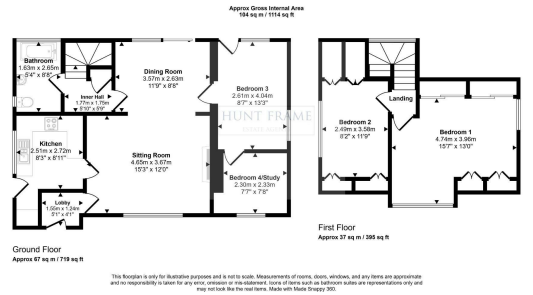 Approx Gross Internal Area
104 sq m / 1114 sq ft
Bathroom
1.63m x 2.65m
5'4" x 8'8"
Inner Hall
1.77m x 1.75m
5'10" x 5'9"
Dining Room
3.57m x 2.63m
11'9" x 8'8"
Bedroom 3
2.61m x 4.04m
8'7" x 13'3"
HUNT FRAME
Kitchen
2.51m x 2.72m
8'3" x 8'11"
Sitting Room
4.65m x 3.67m
15'3" x 12'0"
Bedroom 4/Study
2.30m x 2.33m
7'7" x 7'8"
Lobby
1.55m x 1.24m
5'1" x 4'1"
Landing
Bedroom 2
2.49m x 3.58m
8'2" x 11'9"
Bedroom 1
4.74m x 3.96m
15'7" x 13'0"
Ground Floor
Approx 67 sq m / 719 sq ft
First Floor
Approx 37 sq m / 395 sq ft
This floorplan is only for illustrative purposes and is not to scale. Measurements of rooms, doors, windows, and any items are approximate
and no responsibility is taken for any error, omission or mis-statement. Icons of items such as bathroom suites are representations only and
may not look like the real items. Made with Made Snappy 360.